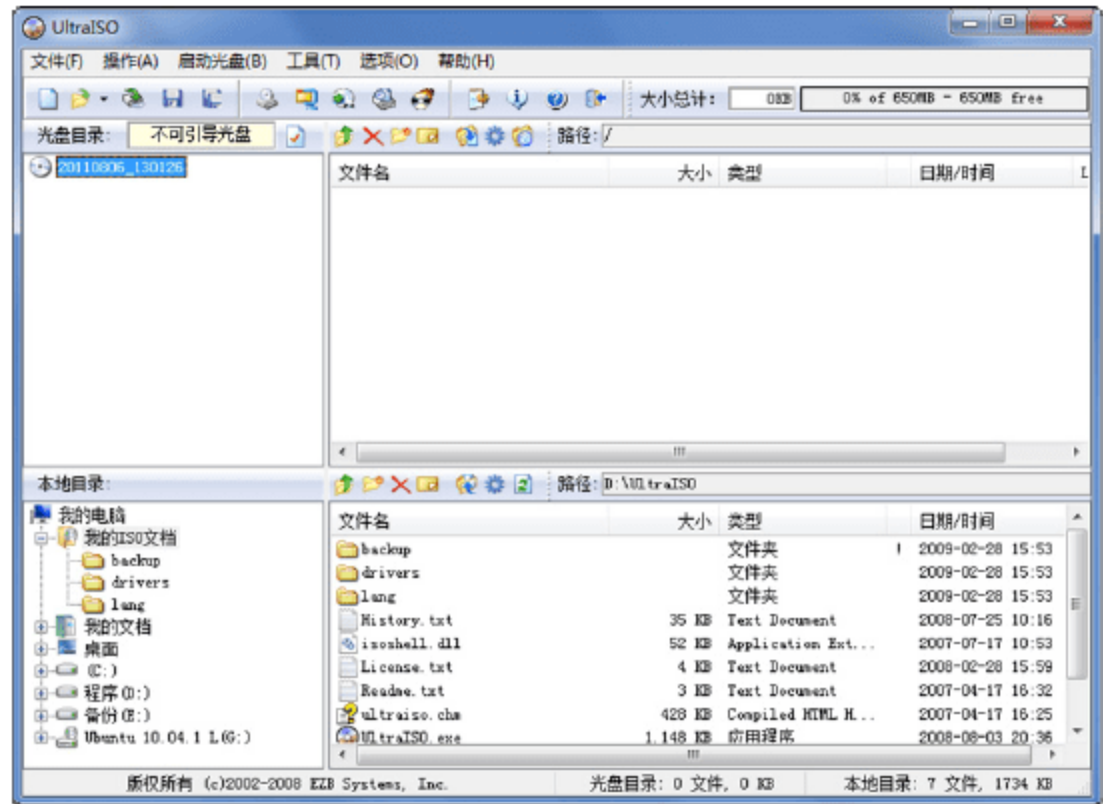 UltraISO
文件(F) 操作(A) 启动光盘(B) 工具(T) 选项(O) 帮助(H)
大小总计: 0KB 0% of 650MB - 650MB free
光盘目录: 不可引导光盘 路径: /
20110806_130126
文件名 大小 类型 日期/时间 L
本地目录: 路径: D:\UltraISO
我的电脑
我的ISO文档
backup
drivers
lang
我的文档
桌面
(C:)
程序(D:)
备份(E:)
Ubuntu 10.04.1 L(G:)
文件名 大小 类型 日期/时间
backup 文件夹 2009-02-28 15:53
drivers 文件夹 2009-02-28 15:53
lang 文件夹 2009-02-28 15:53
History.txt 35 KB Text Document 2008-07-25 10:16
isoshell.dll 52 KB Application Ext... 2007-07-17 10:53
License.txt 4 KB Text Document 2008-02-28 15:59
Readme.txt 3 KB Text Document 2007-04-17 16:32
ultraiso.chm 428 KB Compiled HTML H... 2007-04-17 16:25
UltraISO.exe 1,148 KB 应用程序 2008-08-03 20:36
版权所有 (c)2002-2008 EZB Systems, Inc. 光盘目录: 0 文件, 0 KB 本地目录: 7 文件, 1734 KB